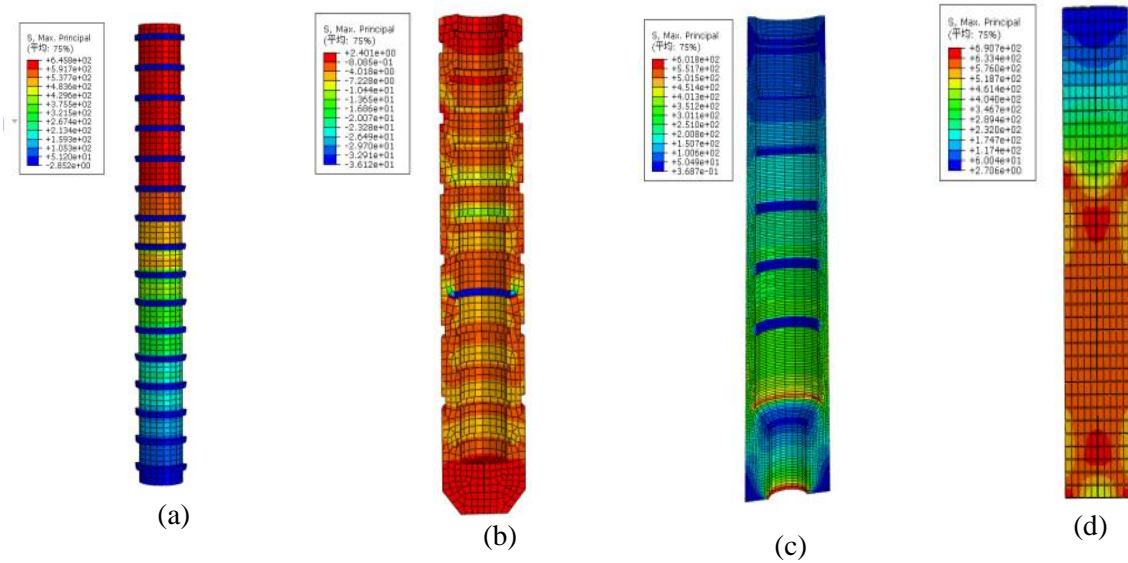 S, Max. Principal
(平均: 75%)
+6.458e+02
+5.917e+02
+5.377e+02
+4.836e+02
+4.296e+02
+3.755e+02
+3.215e+02
+2.674e+02
+2.134e+02
+1.593e+02
+1.053e+02
+5.120e+01
-2.852e+00
(a)
S, Max. Principal
(平均: 75%)
+2.401e+00
-8.085e-01
-4.018e+00
-7.228e+00
-1.044e+01
-1.365e+01
-1.686e+01
-2.007e+01
-2.328e+01
-2.649e+01
-2.970e+01
-3.291e+01
-3.612e+01
(b)
S, Max. Principal
(平均: 75%)
+6.018e+02
+5.517e+02
+5.015e+02
+4.514e+02
+4.013e+02
+3.512e+02
+3.011e+02
+2.510e+02
+2.008e+02
+1.507e+02
+1.006e+02
+5.049e+01
+3.687e-01
(c)
S, Max. Principal
(平均: 75%)
+6.907e+02
+6.334e+02
+5.760e+02
+5.187e+02
+4.614e+02
+4.040e+02
+3.467e+02
+2.894e+02
+2.320e+02
+1.747e+02
+1.174e+02
+6.004e+01
+2.706e+00
(d)